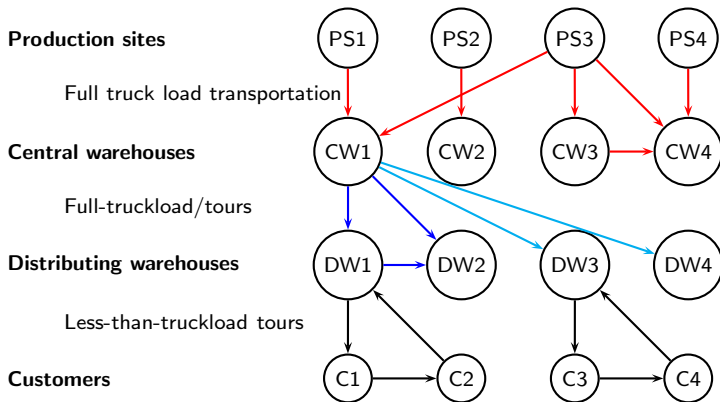 Production sites PS1 PS2 PS3 PS4
Full truck load transportation
Central warehouses CW1 CW2 CW3 CW4
Full-truckload/tours
Distributing warehouses DW1 DW2 DW3 DW4
Less-than-truckload tours
Customers C1 C2 C3 C4